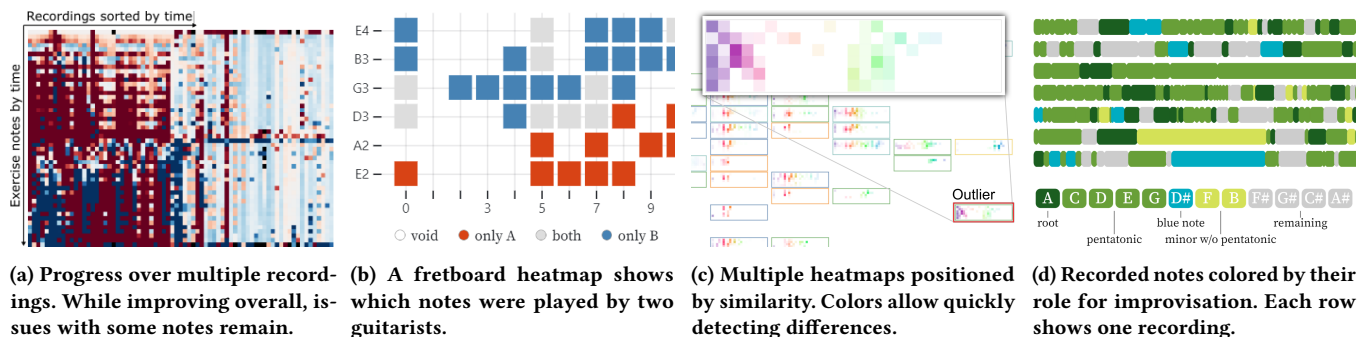 Recordings sorted by time
Exercise notes by time
E4
B3
G3
D3
A2
E2
0 3 5 7 9
void only A both only B
Outlier
A C D E G D# F B F# G# C# A#
root blue note remaining
pentatonic minor w/o pentatonic
(a) Progress over multiple record-
ings. While improving overall, is-
sues with some notes remain.
(b) A fretboard heatmap shows
which notes were played by two
guitarists.
(c) Multiple heatmaps positioned
by similarity. Colors allow quickly
detecting differences.
(d) Recorded notes colored by their
role for improvisation. Each row
shows one recording.